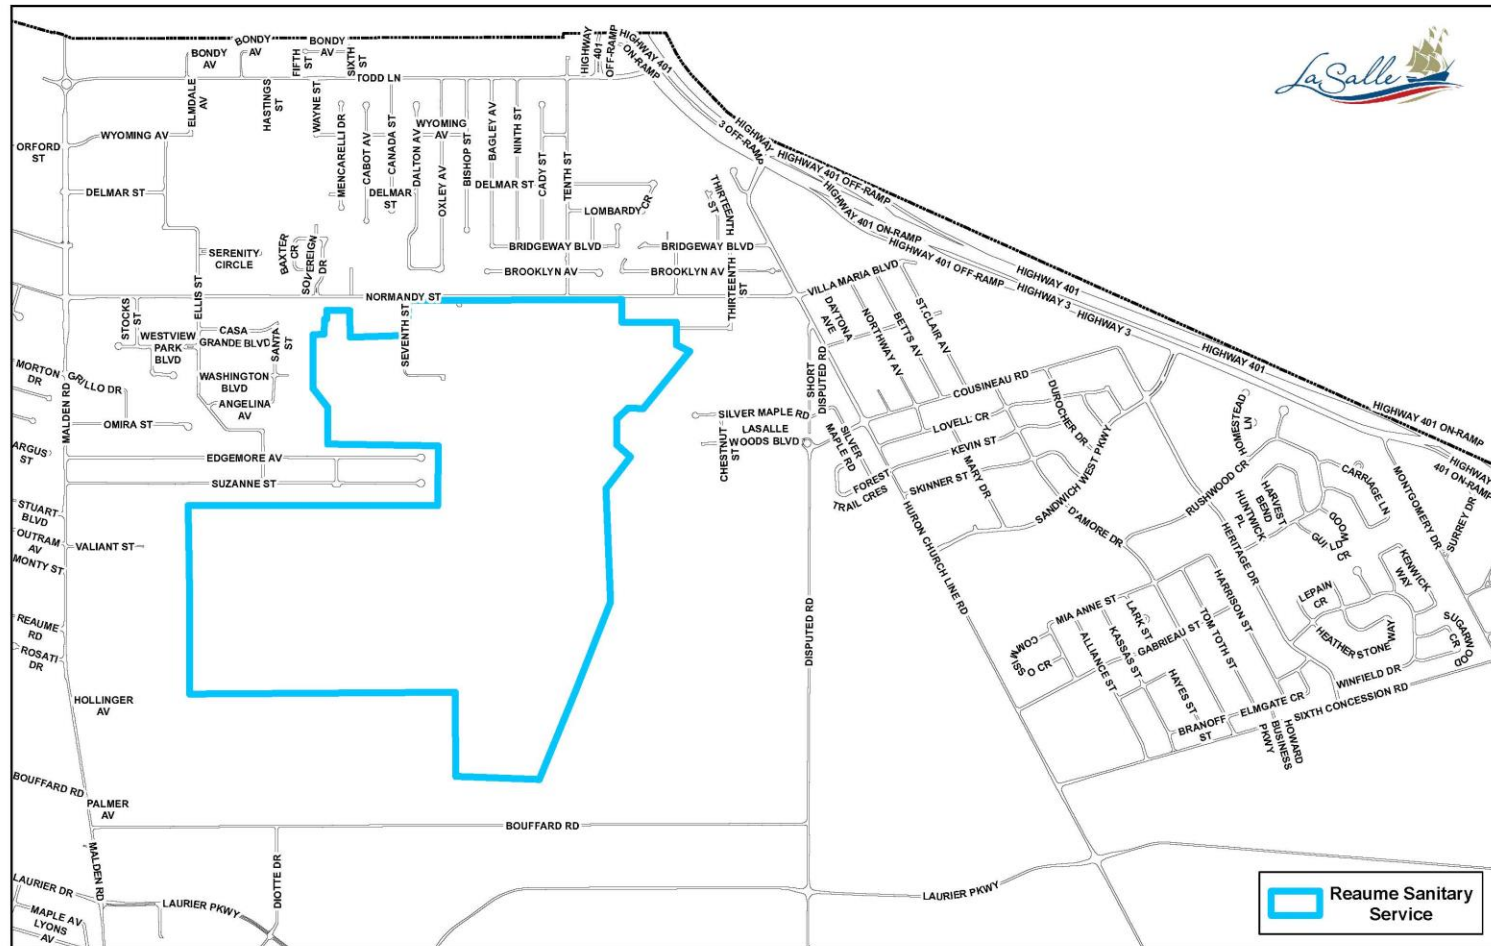 BONDY
AV
BONDY
AV
FIFTH
ST
BONDY
AV
SIXTH
ST
HIGHWAY
401
OFF-RAMP
HIGHWAY 401
ON-RAMP
LaSalle
TODD LN
ELMDALE
AV
HASTINGS
ST
WAYNE ST
WYOMING AV
MENCARELLI DR
CABOT AV
CANADA ST
DALTON AV
WYOMING
AV
OXLEY AV
BISHOP ST
BAGLEY AV
NINTH ST
CADY ST
TENTH ST
HIGHWAY
3 OFF-RAMP
HIGHWAY 401 OFF-RAMP
ORFORD
ST
DELMAR ST
DELMAR
ST
DELMAR ST
LOMBARDY
CR
THIRTEENTH
ST
HIGHWAY 401 ON-RAMP
HIGHWAY 401 OFF-RAMP
HIGHWAY 401
HIGHWAY 3
HIGHWAY 3
HIGHWAY 401
HIGHWAY 401 ON-RAMP
HIGHWAY
401 ON-RAMP
SERENITY
CIRCLE
BAXTER
CR
SOVEREIGN
DR
BRIDGEWAY BLVD
BRIDGEWAY BLVD
BROOKLYN AV
BROOKLYN AV
THIRTEENTH
ST
VILLA MARIA BLVD
ELLIS ST
NORMANDY ST
STOCKS
ST
WESTVIEW
PARK
BLVD
CASA
GRANDE BLVD
SANTA
ST
SEVENTH ST
DAYTONA
AVE
NORTHWAY AV
BETTS AV
ST.CLAIR AV
MORTON
DR
GRILLO DR
WASHINGTON
BLVD
ANGELINA
AV
MALDEN RD
OMIRA ST
SHORT
DISPUTED RD
COUSINEAU RD
LOVELL CR
DUROCHER DR
HOMESTEAD
LN
SILVER MAPLE RD
LASALLE
WOODS BLVD
CHESTNUT
ST
SILVER
MAPLE RD
KEVIN ST
ARGUS
ST
EDGEMORE AV
SUZANNE ST
FOREST
TRAIL CRES
SKINNER ST
MARY DR
SANDWICH WEST PKWY
RUSHWOOD CR
CARRIAGE LN
MONTGOMERY DR
SURREY DR
STUART
BLVD
OUTRAM
AV
VALIANT ST
MONTY ST
HURON CHURCH LINE RD
D'AMORE DR
HARVEST
BEND
HUNTWICK
PL
GUILDWOOD
CR
HERITAGE DR
KENWICK
WAY
REAUME
RD
ROSATI
DR
DISPUTED RD
MIA ANNE ST
LARK ST
HARRISON ST
LEPAIN
CR
HEATHERSTONE WAY
SUGARWOOD
CR
COMMISSO CR
ALLIANCE ST
KASSAS ST
GABRIEAU ST
TOM TOTH ST
HAYES ST
WINFIELD DR
HOLLINGER
AV
BRANOFF
ST
ELMGATE CR
SIXTH CONCESSION RD
HOWARD
BUSINESS
PKWY
BOUFFARD RD
PALMER
AV
BOUFFARD RD
MALDEN RD
DIOTTE DR
LAURIER DR
LAURIER PKWY
LAURIER PKWY
MAPLE AV
LYONS
AV
Reaume Sanitary
Service